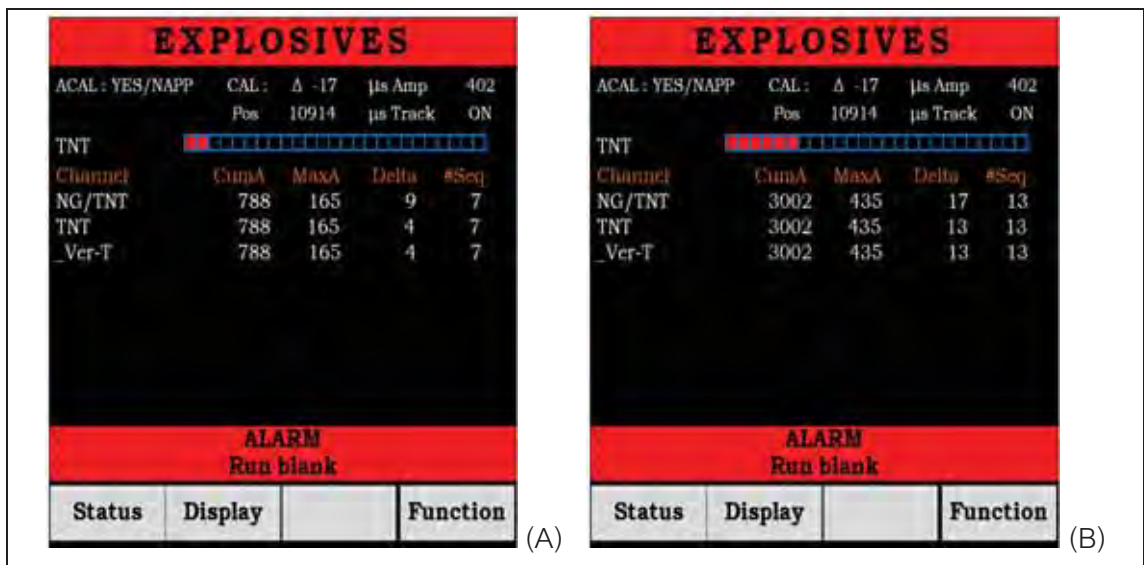 EXPLOSIVES
ACAL : YES/NAPP CAL : Δ -17 µs Amp 402
Pos 10914 µs Track ON
TNT
Channel CumA MaxA Delta #Seq
NG/TNT 788 165 9 7
TNT 788 165 4 7
_Ver-T 788 165 4 7
ALARM
Run blank
Status Display Function
(A)
EXPLOSIVES
ACAL : YES/NAPP CAL : Δ -17 µs Amp 402
Pos 10914 µs Track ON
TNT
Channel CumA MaxA Delta #Seq
NG/TNT 3002 435 17 13
TNT 3002 435 13 13
_Ver-T 3002 435 13 13
ALARM
Run blank
Status Display Function
(B)